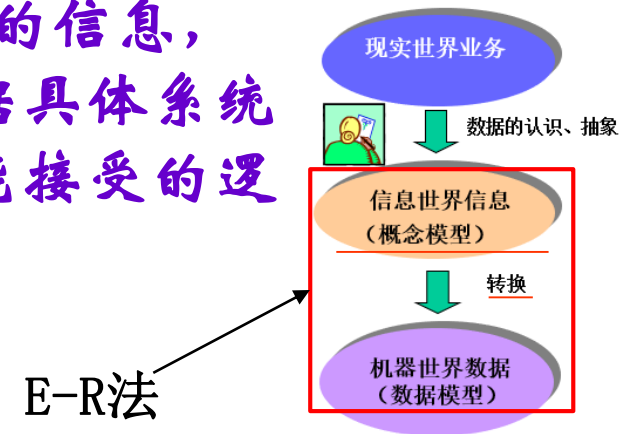 的信息，
居具体系统
能接受的逻
现实世界业务
数据的认识、抽象
信息世界信息
（概念模型）
转换
机器世界数据
（数据模型）
E-R法